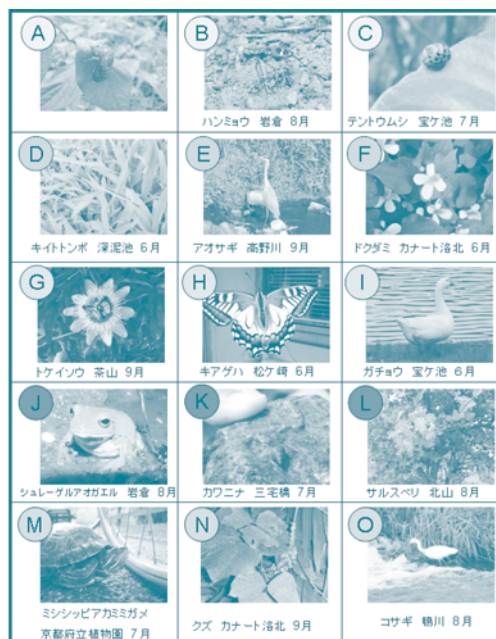 A
B
ハンミョウ 岩倉 8月
C
テントウムシ 宝ケ池 7月
D
キイトトンボ 深泥池 6月
E
アオサギ 高野川 9月
F
ドクダミ カナート洛北 6月
G
トケイソウ 茶山 9月
H
キアゲハ 松ケ崎 6月
I
ガチョウ 宝ケ池 6月
J
シュレーゲルアオガエル 岩倉 8月
K
カワニナ 三宅橋 7月
L
サルスベリ 北山 8月
M
ミシシッピアカミミガメ
京都府立植物園 7月
N
クズ カナート洛北 9月
O
コサギ 鴨川 8月